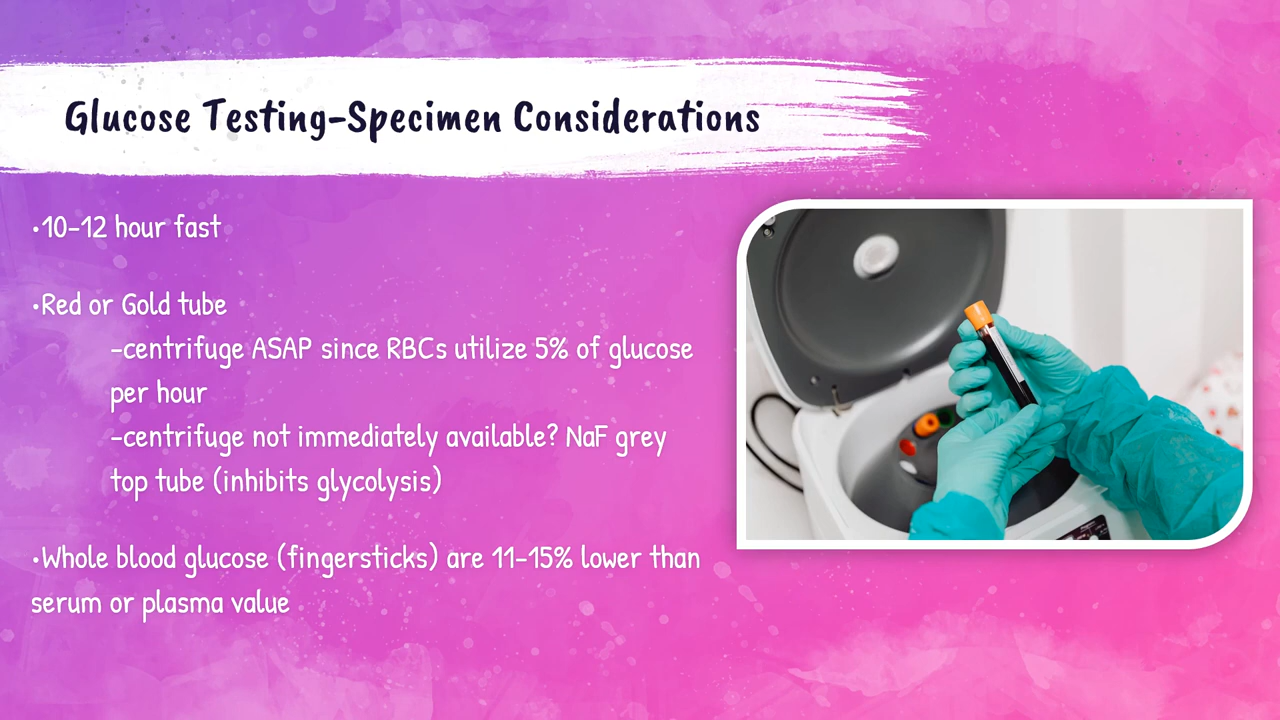 Glucose Testing-Specimen Considerations
•10-12 hour fast
•Red or Gold tube
-centrifuge ASAP since RBCs utilize 5% of glucose
per hour
-centrifuge not immediately available? NaF grey
top tube (inhibits glycolysis)
•Whole blood glucose (fingersticks) are 11-15% lower than
serum or plasma value